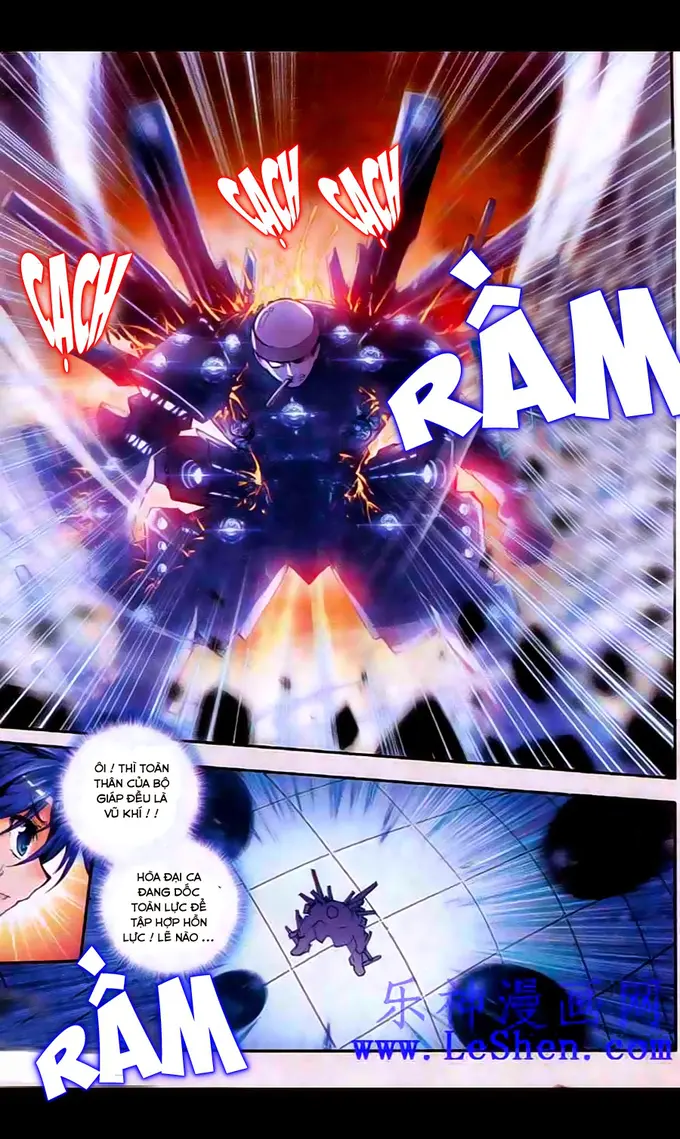 CẠCH
CẠCH
CẠCH
RẦM
ÔI ! THÌ TOÀN
THÂN CỦA BỘ
GIÁP ĐỀU LÀ
VŨ KHÍ ! !
HÒA ĐẠI CA
ĐANG DỐC
TOÀN LỰC ĐỂ
TẬP HỢP HỒN
LỰC ! LẼ NÀO ...
RẦM
乐神漫画网
www.LeShen.com